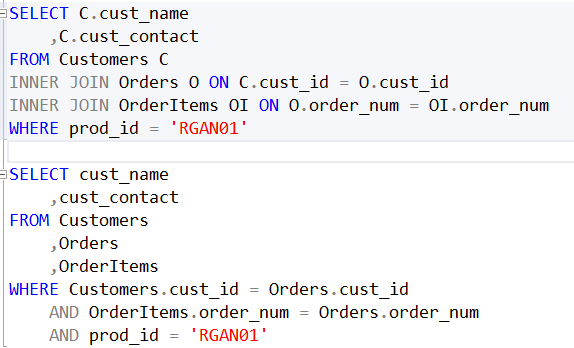 SELECT C.cust_name
,C.cust_contact
FROM Customers C
INNER JOIN Orders O ON C.cust_id = O.cust_id
INNER JOIN OrderItems OI ON O.order_num = OI.order_num
WHERE prod_id = 'RGAN01'
SELECT cust_name
,cust_contact
FROM Customers
,Orders
,OrderItems
WHERE Customers.cust_id = Orders.cust_id
AND OrderItems.order_num = Orders.order_num
AND prod_id = 'RGAN01'